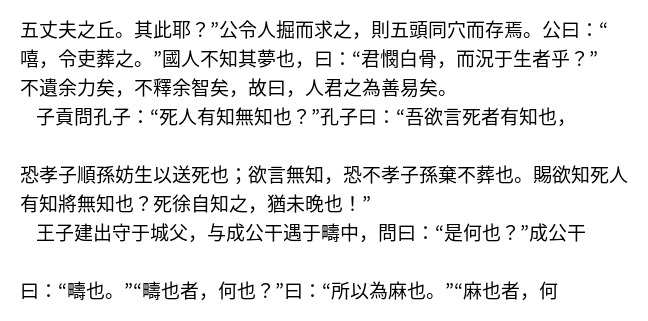 五丈夫之丘。其此耶？”公令人掘而求之，則五頭同穴而存焉。公曰：“
嘻，令吏葬之。”國人不知其夢也，曰：“君憫白骨，而況于生者乎？”
不遺余力矣，不釋余智矣，故曰，人君之為善易矣。
子貢問孔子：“死人有知無知也？”孔子曰：“吾欲言死者有知也，
恐孝子順孫妨生以送死也；欲言無知，恐不孝子孫棄不葬也。賜欲知死人
有知將無知也？死徐自知之，猶未晚也！”
王子建出守于城父，与成公干遇于疇中，問曰：“是何也？”成公干
曰：“疇也。”“疇也者，何也？”曰：“所以為麻也。”“麻也者，何